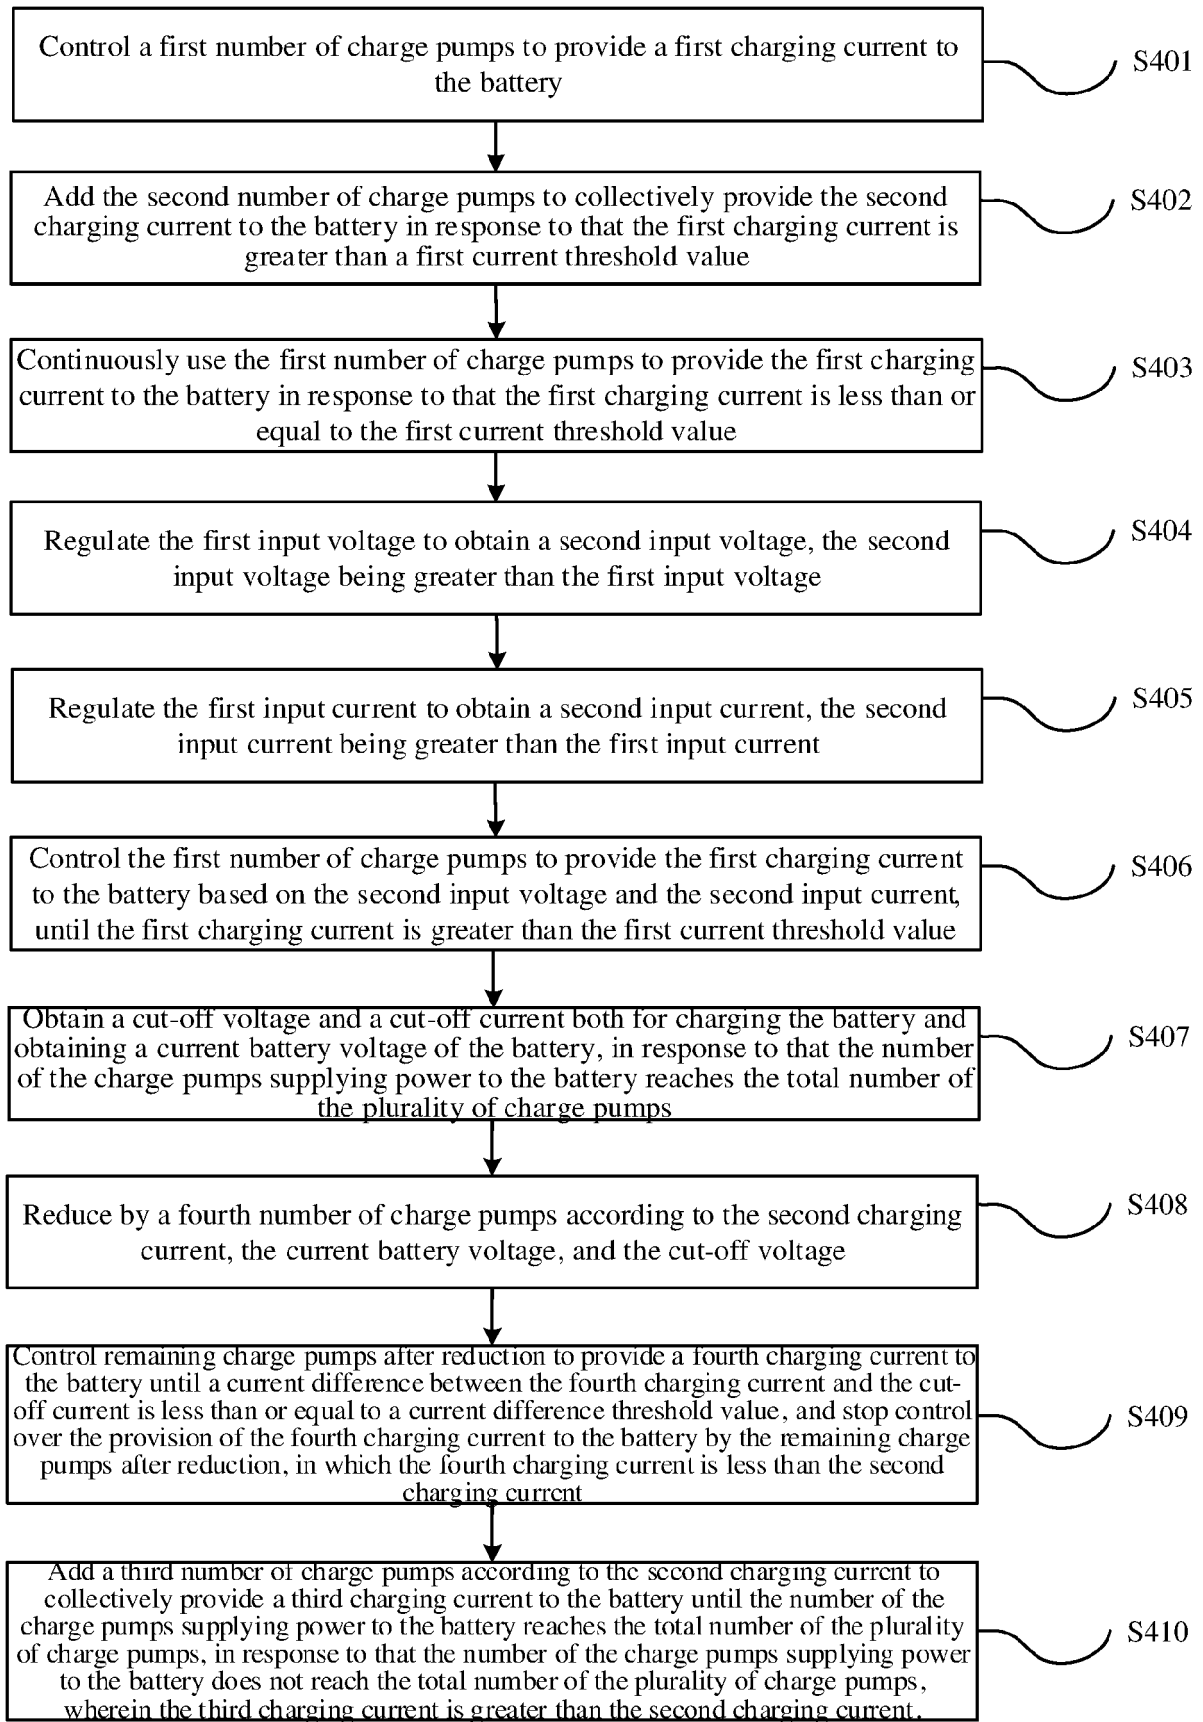 Control a first number of charge pumps to provide a first charging current to
the battery
S401
Add the second number of charge pumps to collectively provide the second
charging current to the battery in response to that the first charging current is
greater than a first current threshold value
S402
Continuously use the first number of charge pumps to provide the first charging
current to the battery in response to that the first charging current is less than or
equal to the first current threshold value
S403
Regulate the first input voltage to obtain a second input voltage, the second
input voltage being greater than the first input voltage
S404
Regulate the first input current to obtain a second input current, the second
input current being greater than the first input current
S405
Control the first number of charge pumps to provide the first charging current
to the battery based on the second input voltage and the second input current,
until the first charging current is greater than the first current threshold value
S406
Obtain a cut-off voltage and a cut-off current both for charging the battery and
obtaining a current battery voltage of the battery, in response to that the number
of the charge pumps supplying power to the battery reaches the total number of
the plurality of charge pumps
S407
Reduce by a fourth number of charge pumps according to the second charging
current, the current battery voltage, and the cut-off voltage
S408
Control remaining charge pumps after reduction to provide a fourth charging current to
the battery until a current difference between the fourth charging current and the cut-
off current is less than or equal to a current difference threshold value, and stop control
over the provision of the fourth charging current to the battery by the remaining charge
pumps after reduction, in which the fourth charging current is less than the second
charging current
S409
Add a third number of charge pumps according to the second charging current to
collectively provide a third charging current to the battery until the number of the
charge pumps supplying power to the battery reaches the total number of the plurality
of charge pumps, in response to that the number of the charge pumps supplying power
to the battery does not reach the total number of the plurality of charge pumps,
wherein the third charging current is greater than the second charging current.
S410